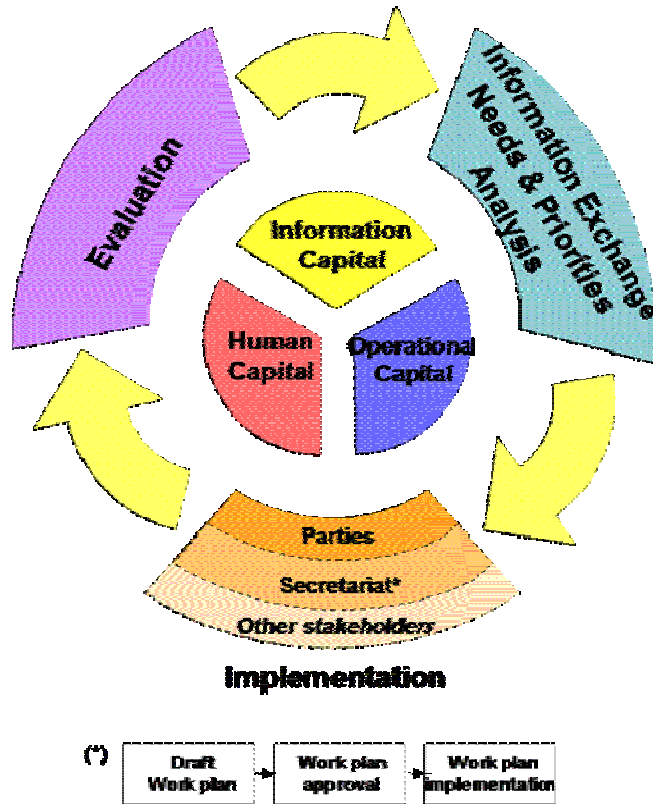 Evaluation
Information Exchange
Needs & Priorities
Analysis
Information
Capital
Human
Capital
Operational
Capital
Parties
Secretariat*
Other stakeholders
Implementation
(*)
Draft
Work plan
Work plan
approval
Work plan
implementation